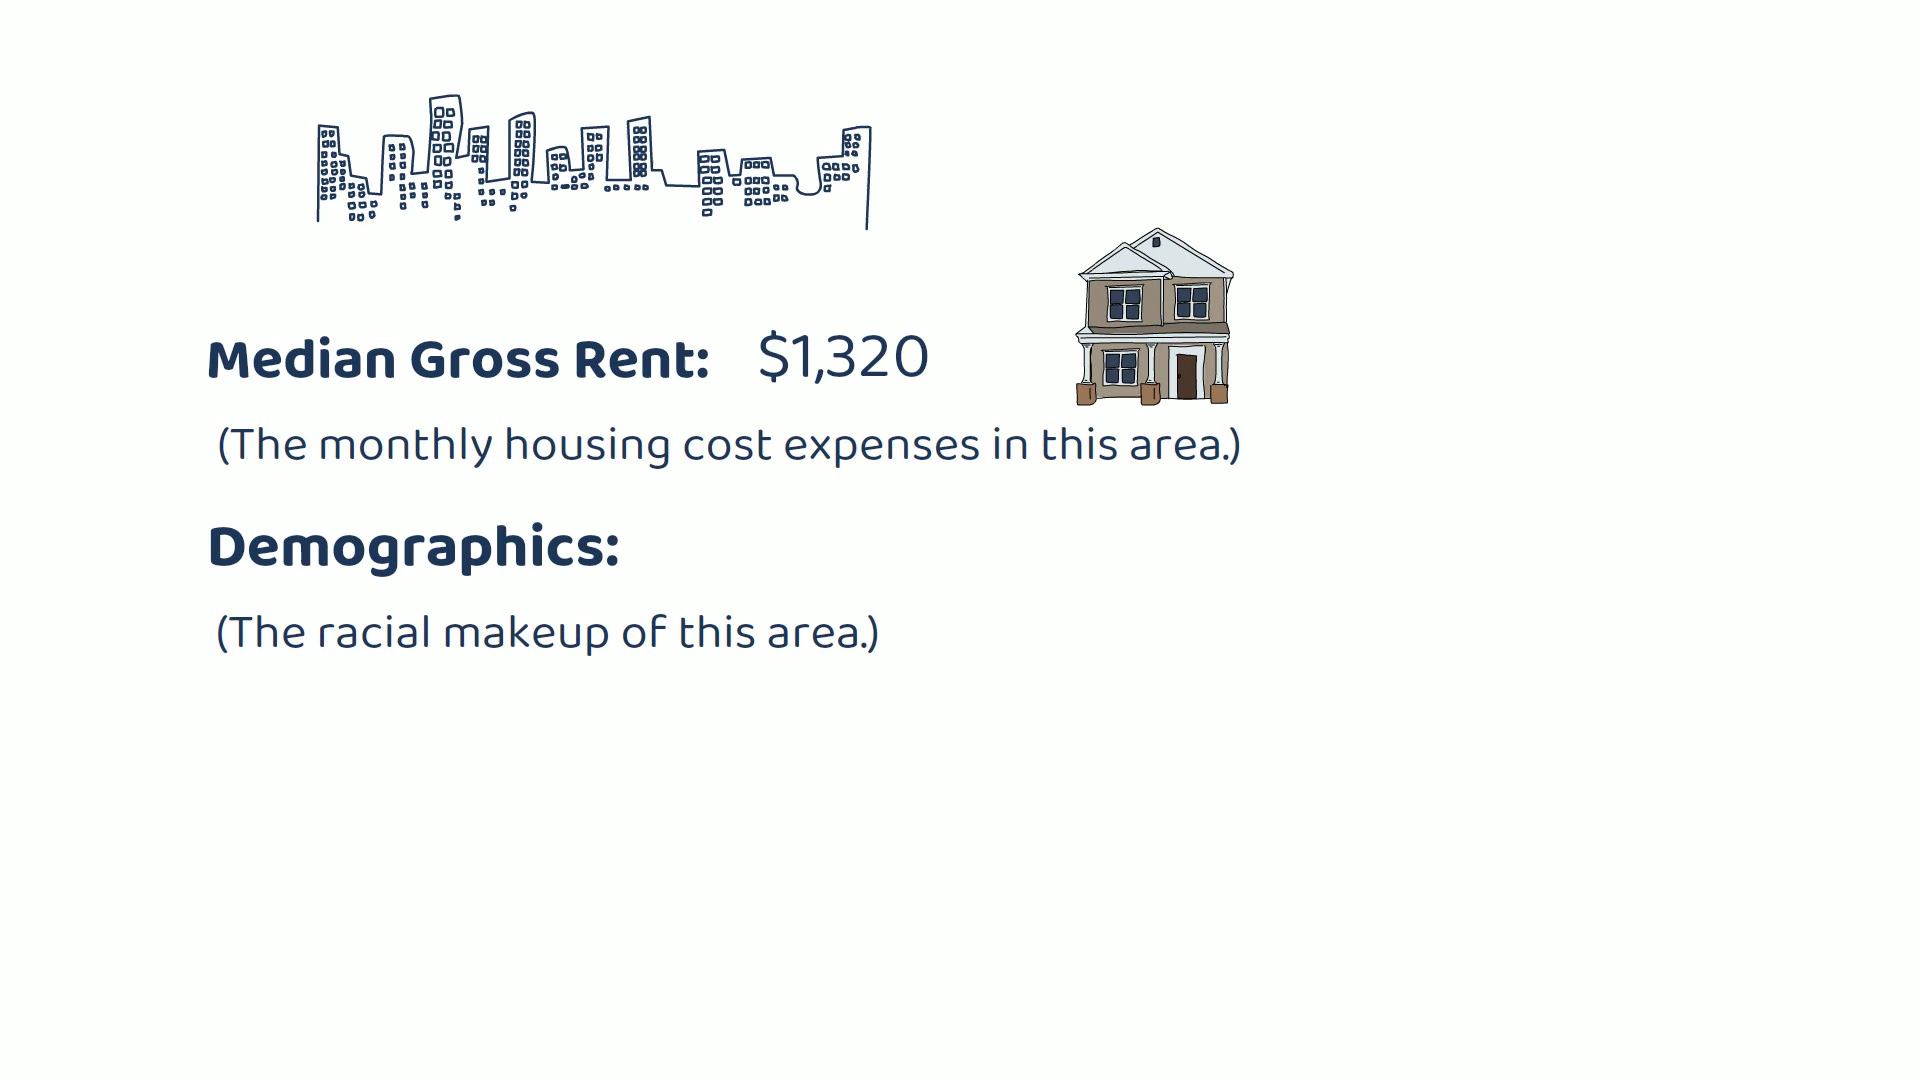 Median Gross Rent: $1,320
(The monthly housing cost expenses in this area.)
Demographics:
(The racial makeup of this area.)